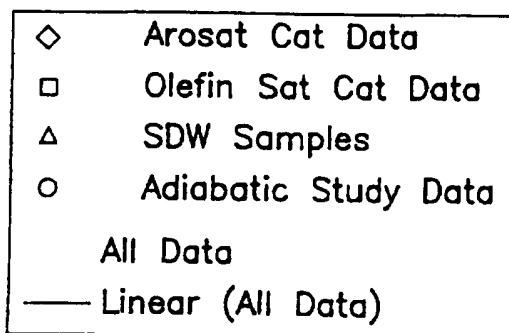 Arosat Cat Data
Olefin Sat Cat Data
SDW Samples
Adiabatic Study Data
All Data
Linear (All Data)